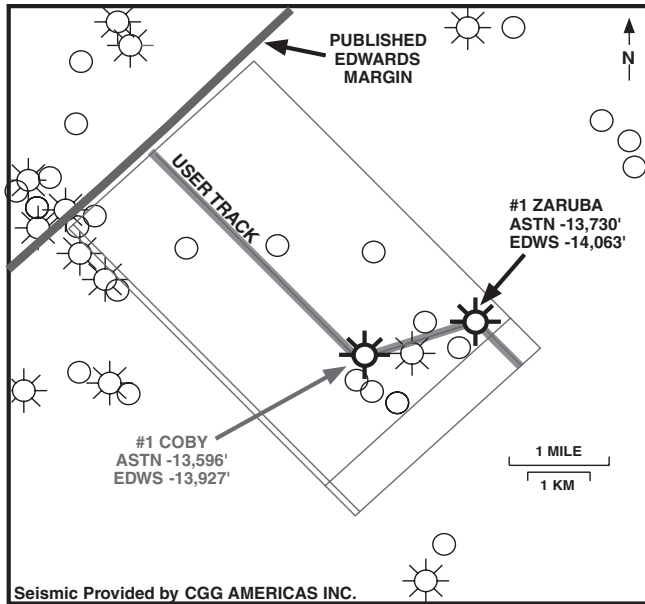 PUBLISHED
EDWARDS
MARGIN
N
USER TRACK
#1 ZARUBA
ASTN -13,730'
EDWS -14,063'
#1 COBY
ASTN -13,596'
EDWS -13,927'
1 MILE
1 KM
Seismic Provided by CGG AMERICAS INC.